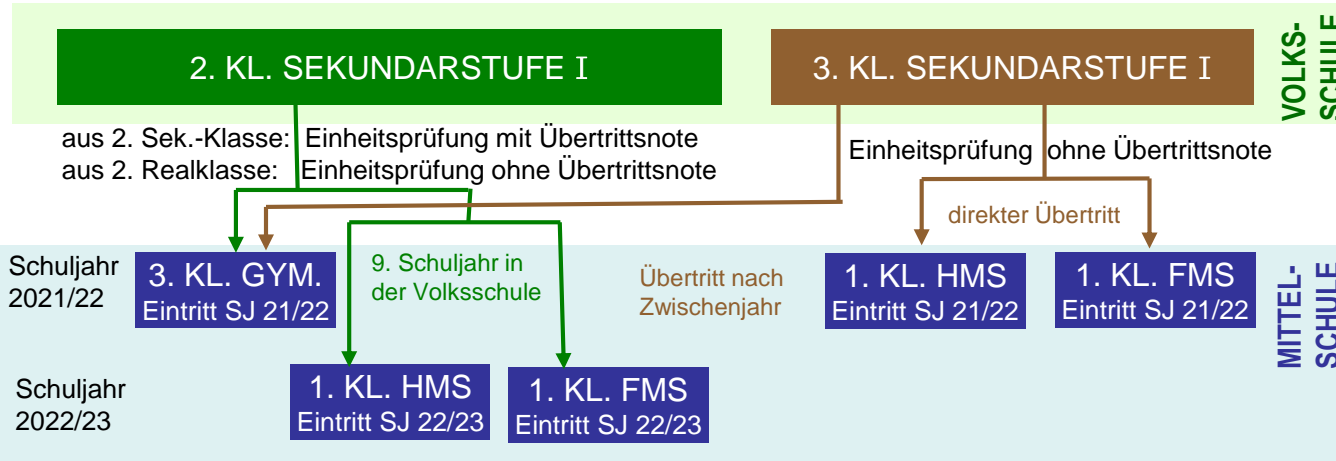 2. KL. SEKUNDARSTUFE I
3. KL. SEKUNDARSTUFE I
VOLKS-
SCHULE
aus 2. Sek.-Klasse: Einheitsprüfung mit Übertrittsnote
aus 2. Realklasse: Einheitsprüfung ohne Übertrittsnote
Einheitsprüfung ohne Übertrittsnote
direkter Übertritt
Schuljahr
2021/22
3. KL. GYM.
Eintritt SJ 21/22
9. Schuljahr in
der Volksschule
Übertritt nach
Zwischenjahr
1. KL. HMS
Eintritt SJ 21/22
1. KL. FMS
Eintritt SJ 21/22
MITTEL-
SCHULE
Schuljahr
2022/23
1. KL. HMS
Eintritt SJ 22/23
1. KL. FMS
Eintritt SJ 22/23